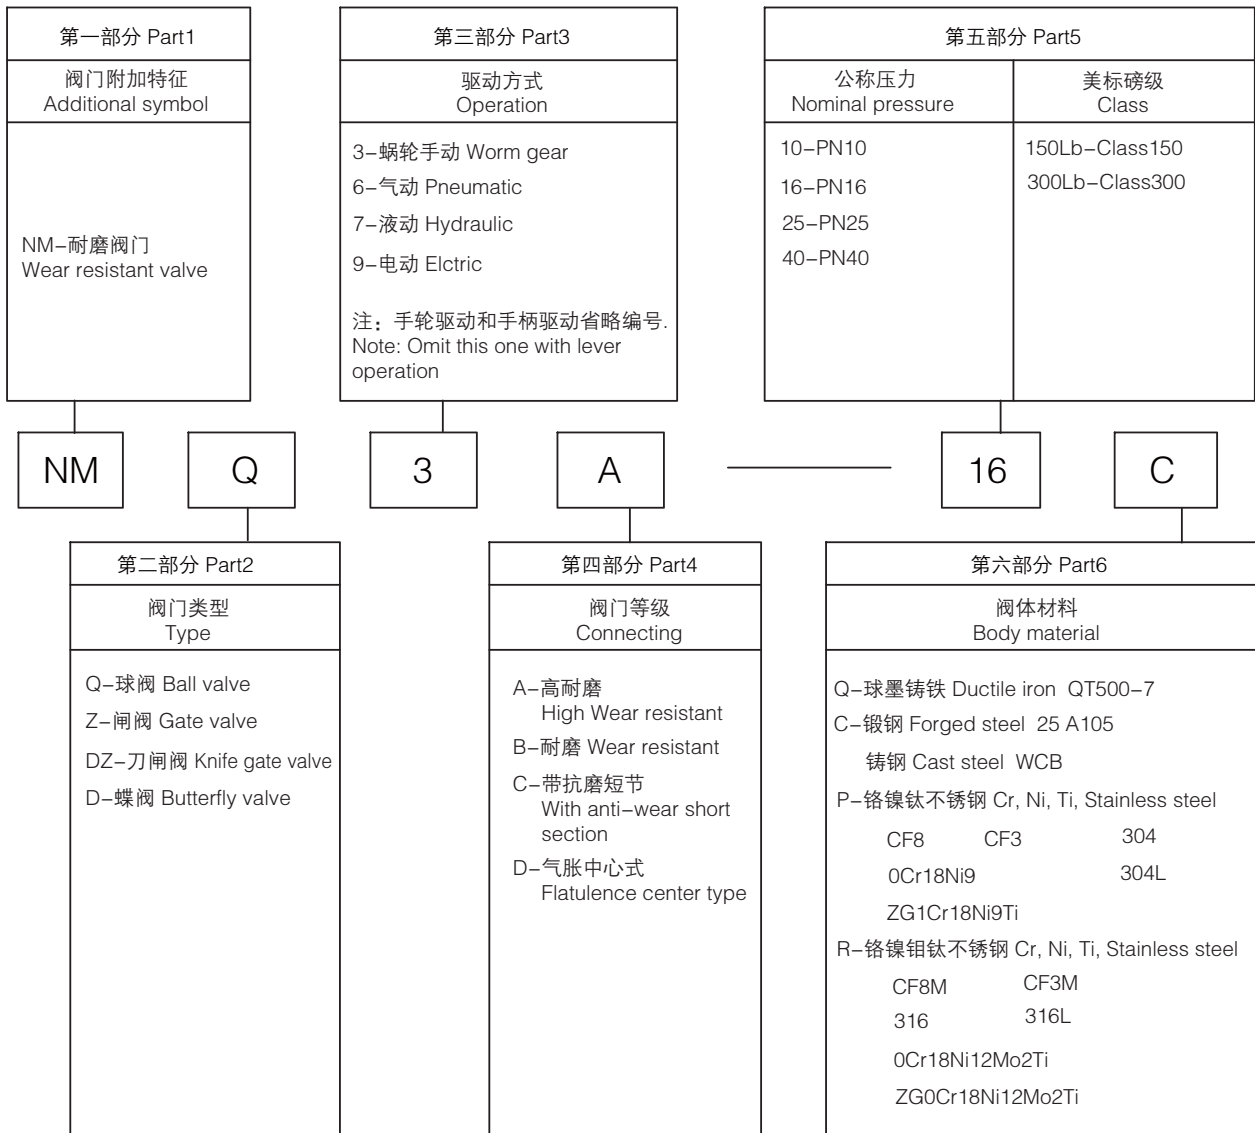 第一部分 Part1
阀门附加特征
Additional symbol
NM-耐磨阀门
Wear resistant valve
第三部分 Part3
驱动方式
Operation
3-蜗轮手动 Worm gear
6-气动 Pneumatic
7-液动 Hydraulic
9-电动 Elctric
注：手轮驱动和手柄驱动省略编号.
Note: Omit this one with lever
operation
第五部分 Part5
公称压力
Nominal pressure
10-PN10
16-PN16
25-PN25
40-PN40
美标磅级
Class
150Lb-Class150
300Lb-Class300
NM Q 3 A — 16 C
第二部分 Part2
阀门类型
Type
Q-球阀 Ball valve
Z-闸阀 Gate valve
DZ-刀闸阀 Knife gate valve
D-蝶阀 Butterfly valve
第四部分 Part4
阀门等级
Connecting
A-高耐磨
High Wear resistant
B-耐磨 Wear resistant
C-带抗磨短节
With anti-wear short
section
D-气胀中心式
Flatulence center type
第六部分 Part6
阀体材料
Body material
Q-球墨铸铁 Ductile iron QT500-7
C-锻钢 Forged steel 25 A105
铸钢 Cast steel WCB
P-铬镍钛不锈钢 Cr, Ni, Ti, Stainless steel
CF8 CF3 304
0Cr18Ni9 304L
ZG1Cr18Ni9Ti
R-铬镍钼钛不锈钢 Cr, Ni, Ti, Stainless steel
CF8M CF3M
316 316L
0Cr18Ni12Mo2Ti
ZG0Cr18Ni12Mo2Ti